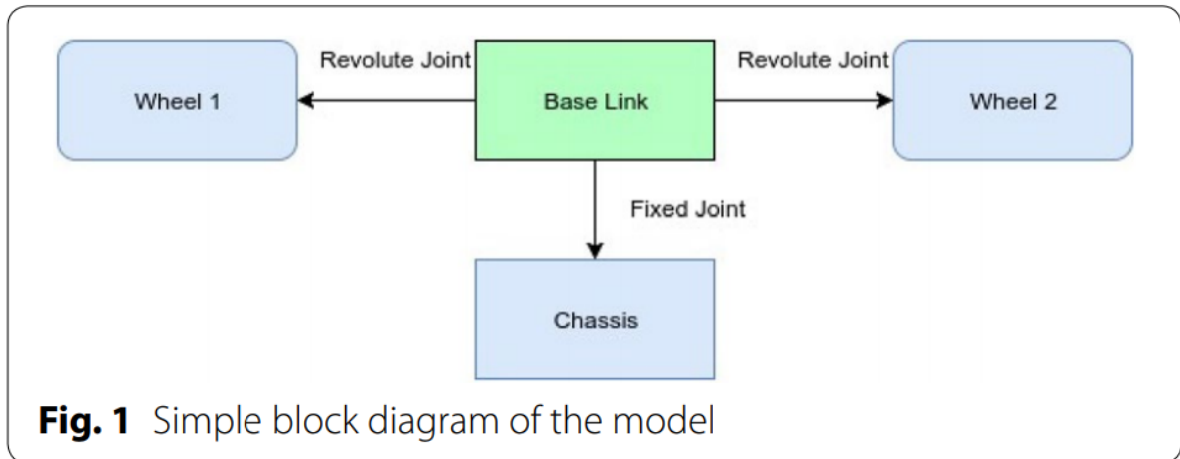 Revolute Joint
Revolute Joint
Wheel 1
Base Link
Wheel 2
Fixed Joint
Chassis
Fig. 1 Simple block diagram of the model